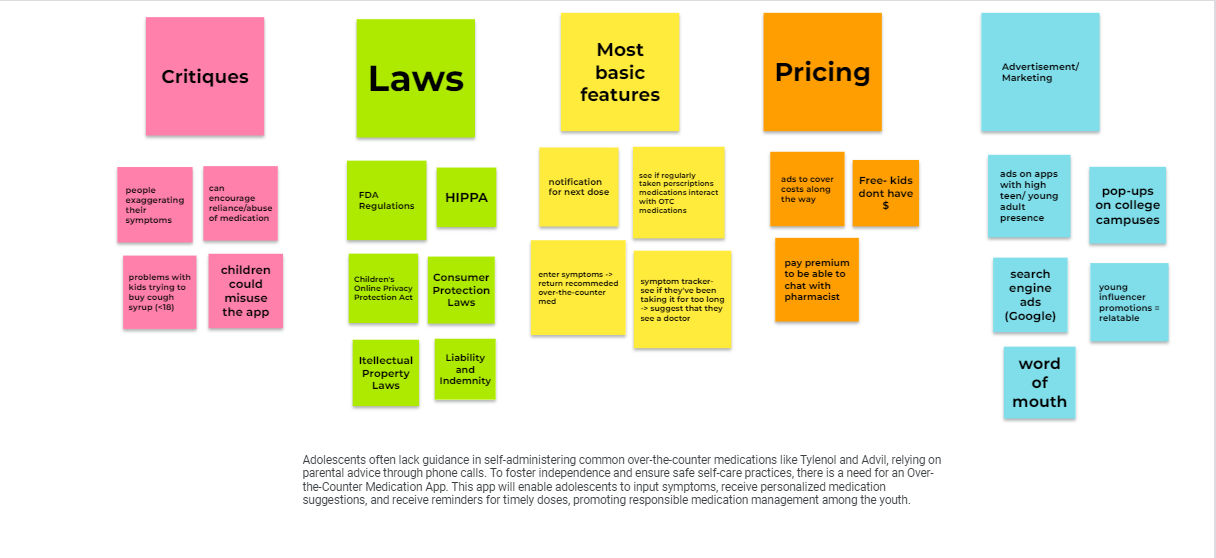 Critiques
people
exaggerating
their
symptoms
can
encourage
reliance/abuse
of medication
problems with
kids trying to
buy cough
syrup (<18)
children
could
misuse
the app
Laws
FDA
Regulations
HIPPA
Children's
Online Privacy
Protection Act
Consumer
Protection
Laws
Itellectual
Property
Laws
Liability
and
Indemnity
Most
basic
features
notification
for next dose
see if regularly
taken perscriptions
medications interact
with OTC
medications
enter symptoms ->
return recommeded
over-the-counter
med
symptom tracker-
see if they've been
taking it for too long
-> suggest that they
see a doctor
Pricing
ads to cover
costs along
the way
Free- kids
dont have
$
pay premium
to be able to
chat with
pharmacist
Advertisement/
Marketing
ads on apps
with high
teen/ young
adult
presence
pop-ups
on college
campuses
search
engine
ads
(Google)
young
influencer
promotions =
relatable
word
of
mouth
Adolescents often lack guidance in self-administering common over-the-counter medications like Tylenol and Advil, relying on
parental advice through phone calls. To foster independence and ensure safe self-care practices, there is a need for an Over-
the-Counter Medication App. This app will enable adolescents to input symptoms, receive personalized medication
suggestions, and receive reminders for timely doses, promoting responsible medication management among the youth.